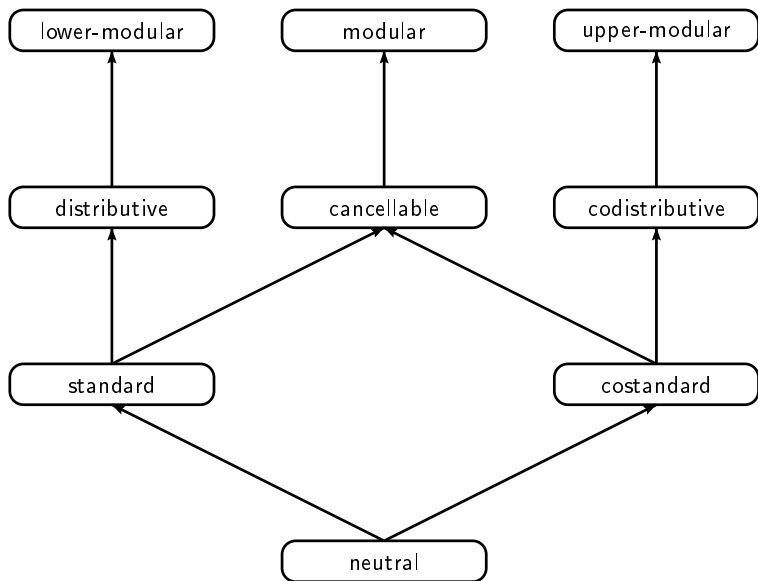 lower-modular
modular
upper-modular
distributive
cancellable
codistributive
standard
costandard
neutral